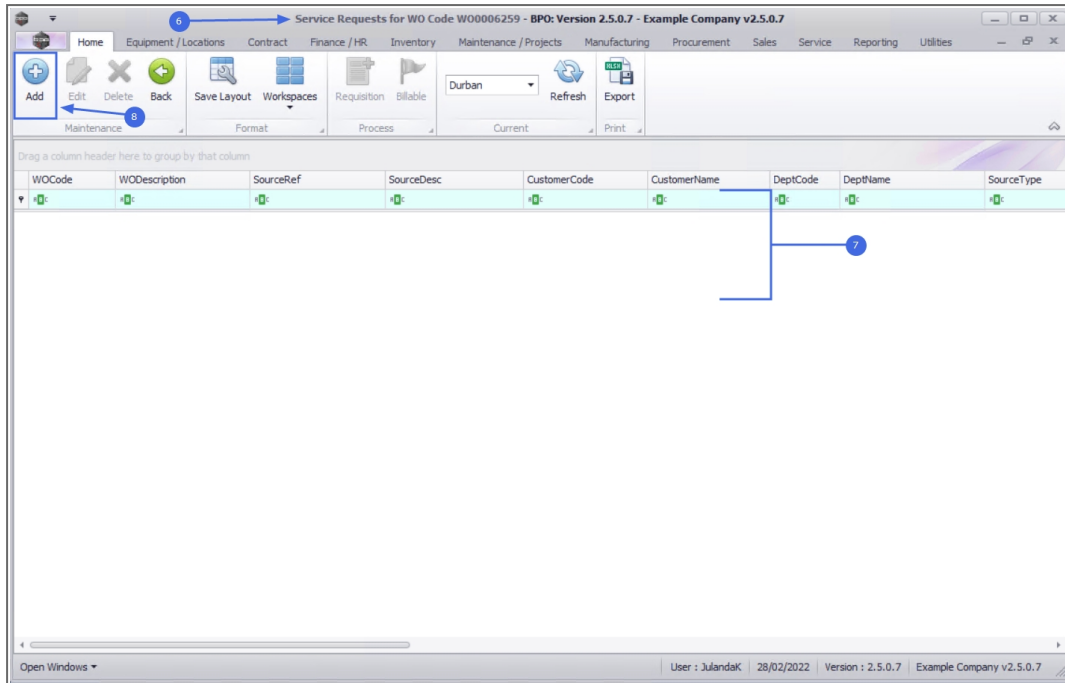 6
Service Requests for WO Code WO0006259 - BPO: Version 2.5.0.7 - Example Company v2.5.0.7
Home Equipment / Locations Contract Finance / HR Inventory Maintenance / Projects Manufacturing Procurement Sales Service Reporting Utilities
Add Edit Delete Back Save Layout Workspaces Requisition Billable Durban Refresh Export
8
Maintenance Format Process Current Print
Drag a column header here to group by that column
WOCode WODescription SourceRef SourceDesc CustomerCode CustomerName DeptCode DeptName SourceType
7
Open Windows User : JulandaK 28/02/2022 Version : 2.5.0.7 Example Company v2.5.0.7